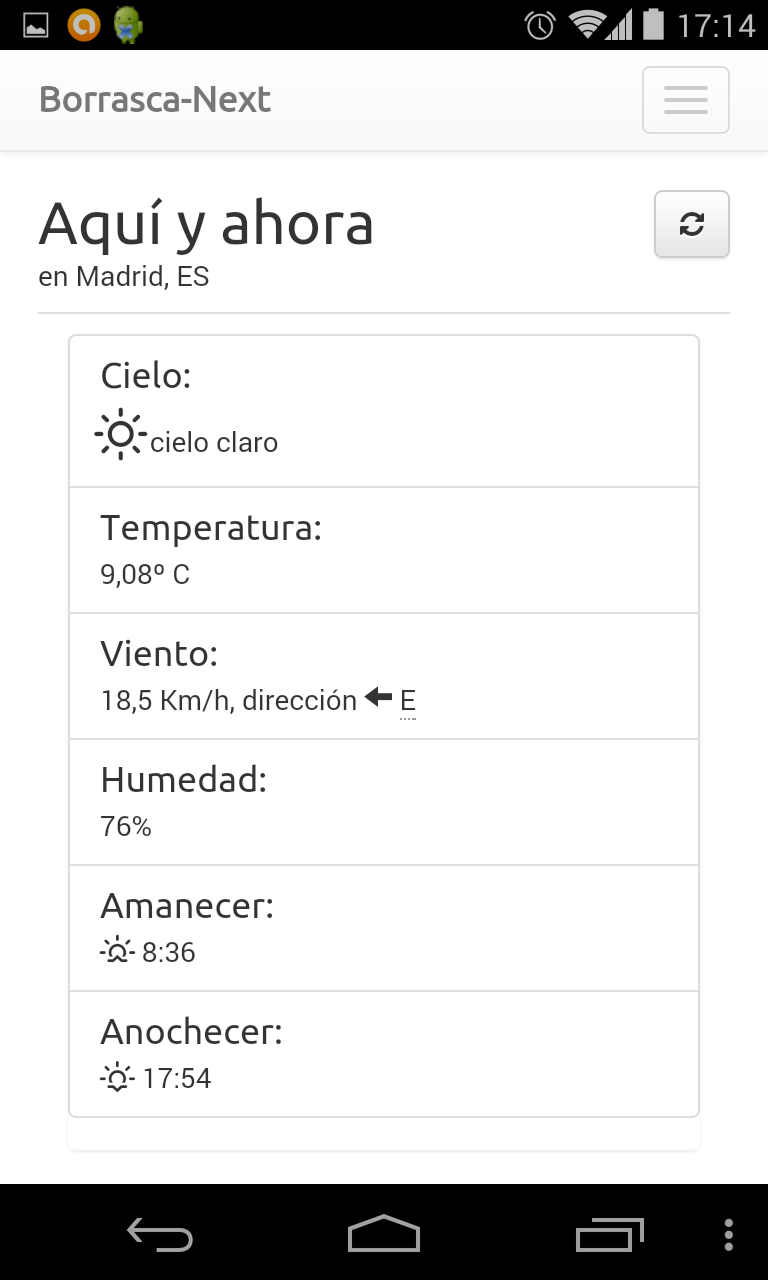 17:14
Borrasca-Next
Aquí y ahora
en Madrid, ES
Cielo:
cielo claro
Temperatura:
9,08º C
Viento:
18,5 Km/h, dirección E
Humedad:
76%
Amanecer:
8:36
Anochecer:
17:54